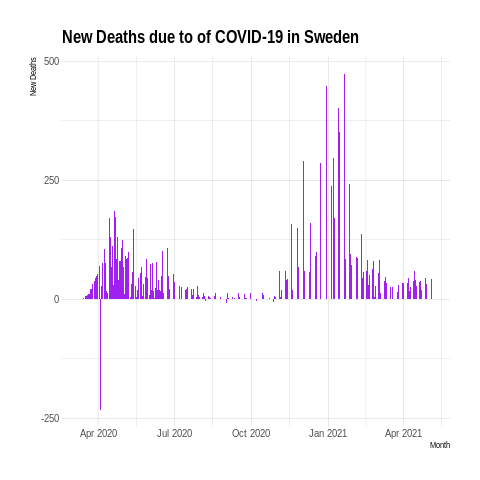 New Deaths due to of COVID-19 in Sweden
New Deaths
500
250
0
-250
Apr 2020
Jul 2020
Oct 2020
Jan 2021
Apr 2021
Month